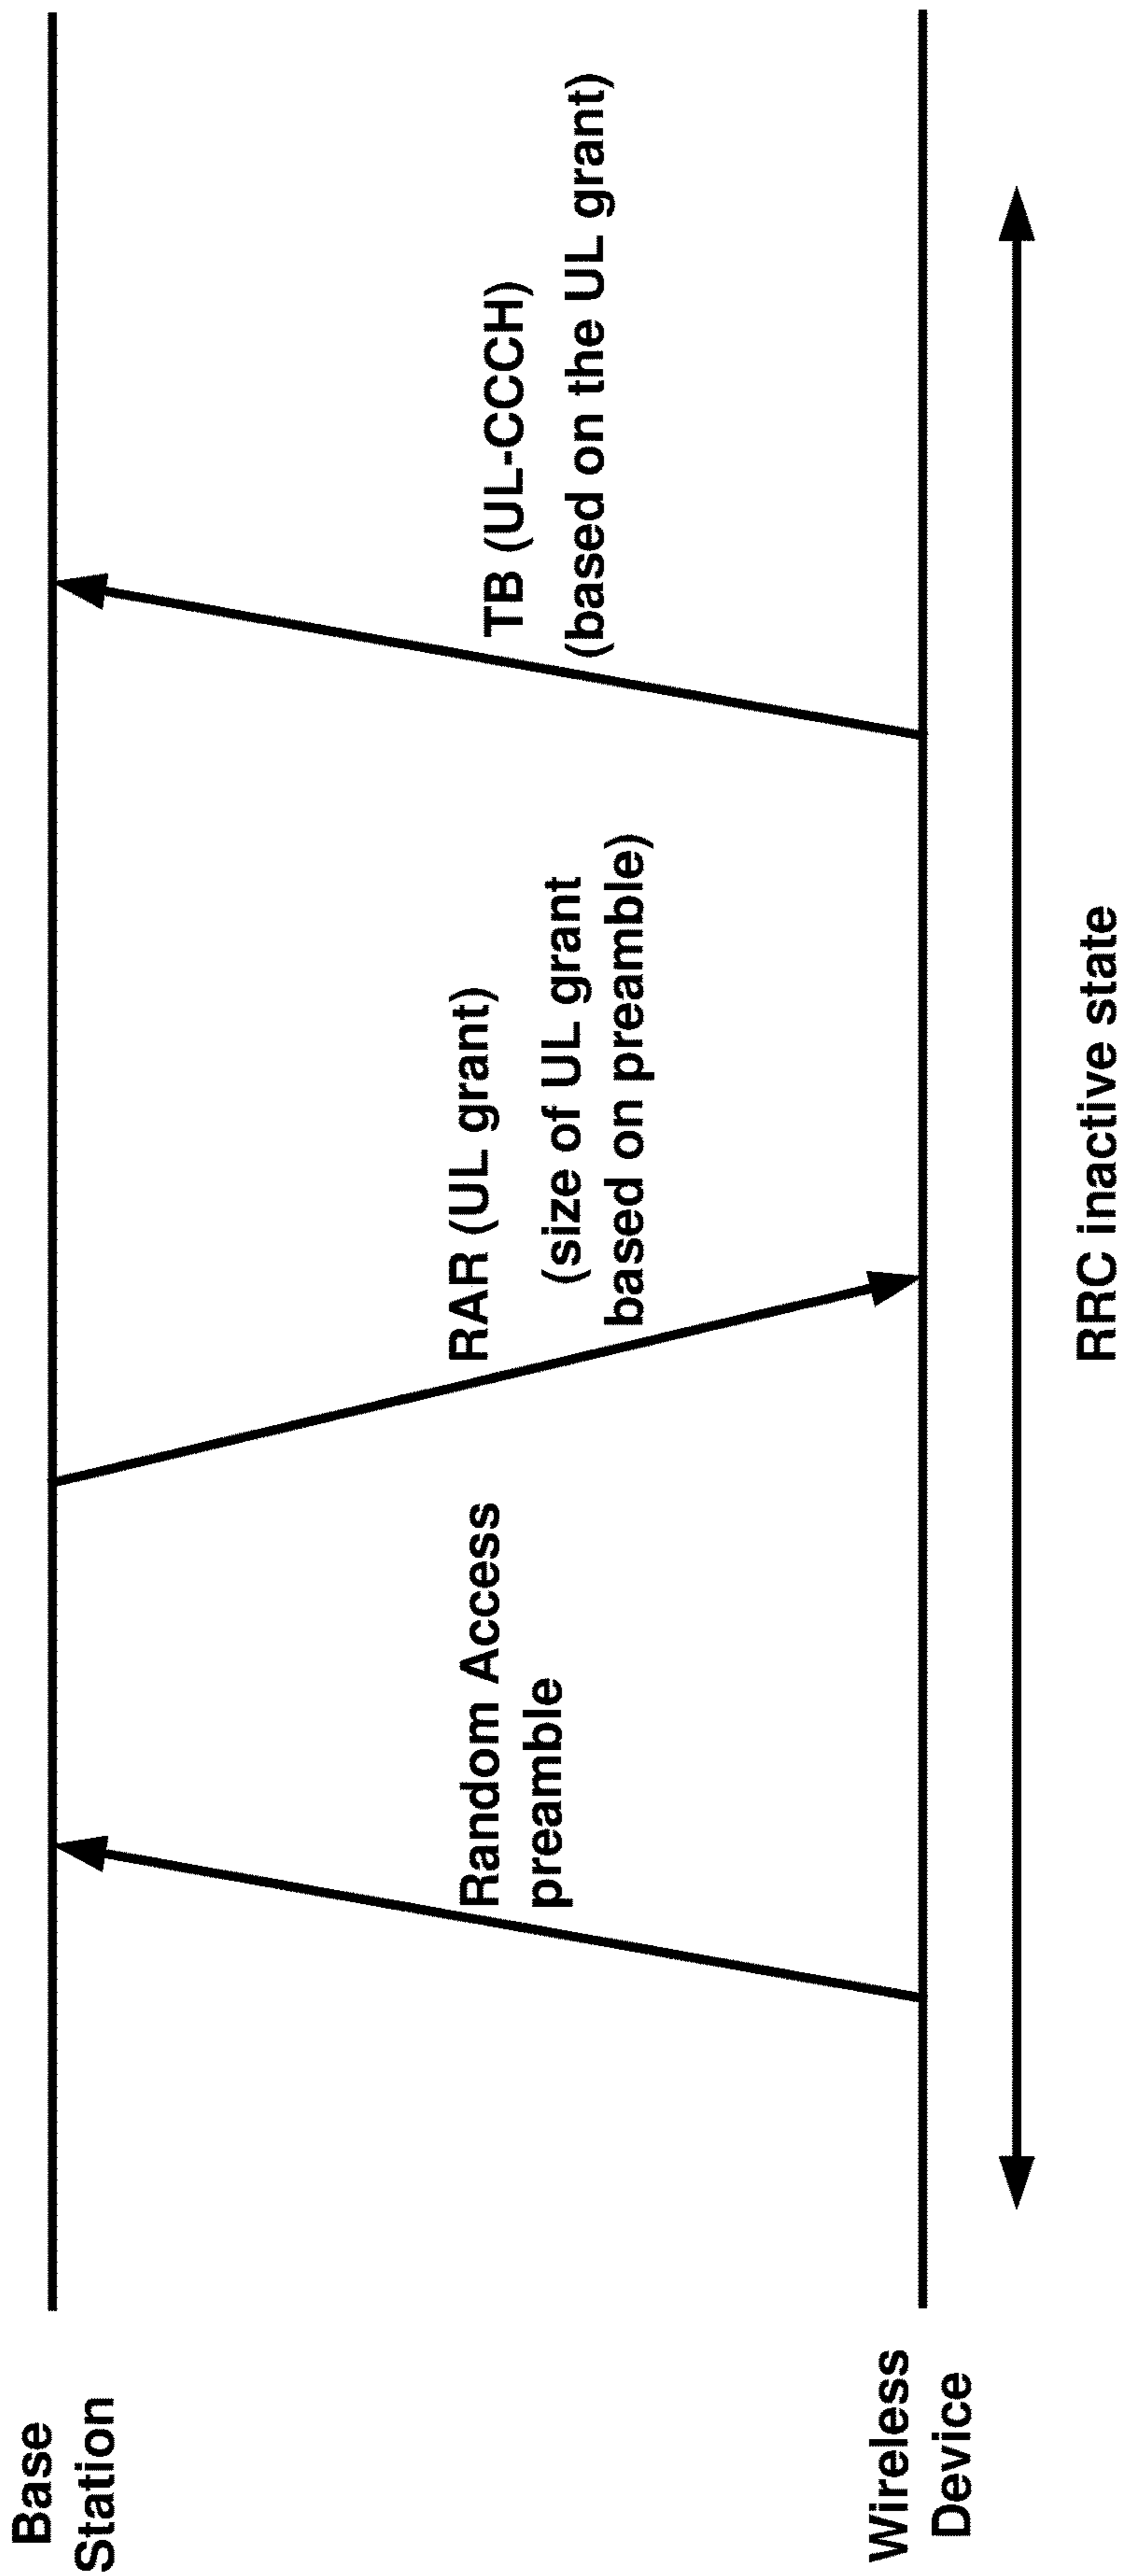 Base
Station
Random Access
preamble
RAR (UL grant)
(size of UL grant
based on preamble)
TB (UL-CCCH)
(based on the UL grant)
Wireless
Device
RRC inactive state